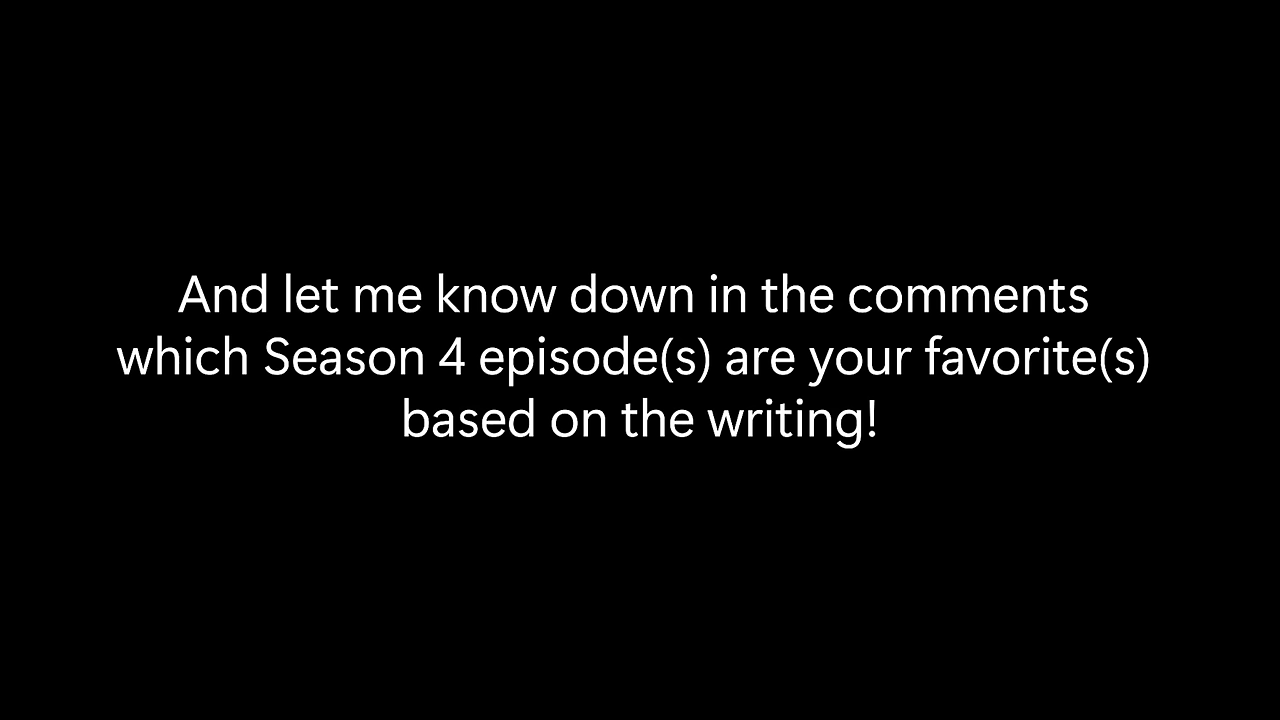 And let me know down in the comments
which Season 4 episode(s) are your favorite(s)
based on the writing!